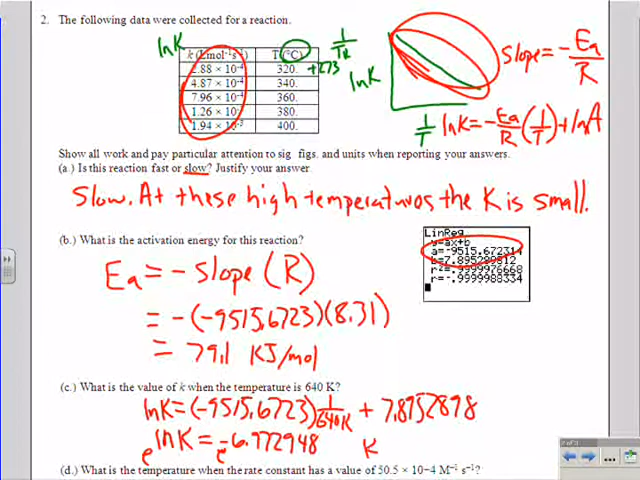 2. The following data were collected for a reaction.
lnK
k (Lmol⁻¹s⁻¹) T (°C)
.88 × 10⁻⁴ 320.
4.87 × 10⁻⁴ 340.
7.96 × 10⁻⁴ 360.
1.26 × 10 380.
1.94 × 10⁻³ 400.
+273
1/TK
lnK
1/T
slope = -Ea/R
lnK = -Ea/R (1/T) + lnA
Show all work and pay particular attention to sig figs. and units when reporting your answers.
(a.) Is this reaction fast or slow? Justify your answer
Slow. At these high temperatures the K is small.
(b.) What is the activation energy for this reaction?
Ea = - slope (R)
= -(-9515.6723)(8.31)
= 79.1 KJ/mol
LinReg
y=ax+b
a=-9515.672314
b=7.895289812
r²=.9999976668
r=-.9999988334
(c.) What is the value of k when the temperature is 640 K?
lnK = (-9515.6723) 1/640K + 7.8952898
e lnK = e -6.972948 K
(d.) What is the temperature when the rate constant has a value of 50.5 × 10−4 M⁻¹ s⁻¹?